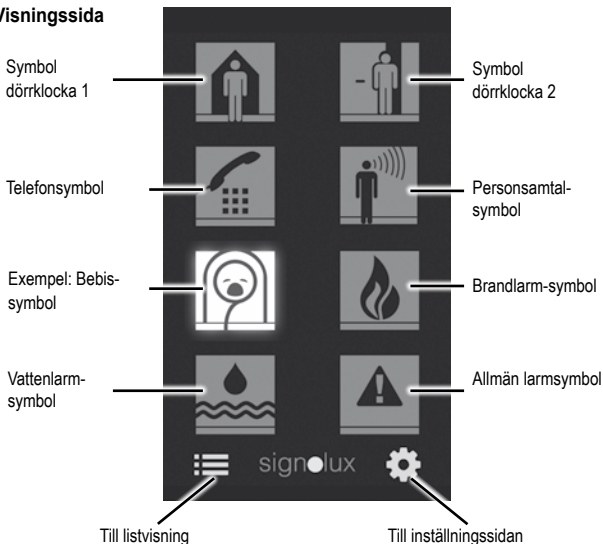 Visningssida
Symbol
dörrklocka 1
Symbol
dörrklocka 2
Telefonsymbol
Personsamtal-
symbol
Exempel: Bebis-
symbol
Brandlarm-symbol
Vattenlarm-
symbol
Allmän larmsymbol
signolux
Till listvisning
Till inställningssidan